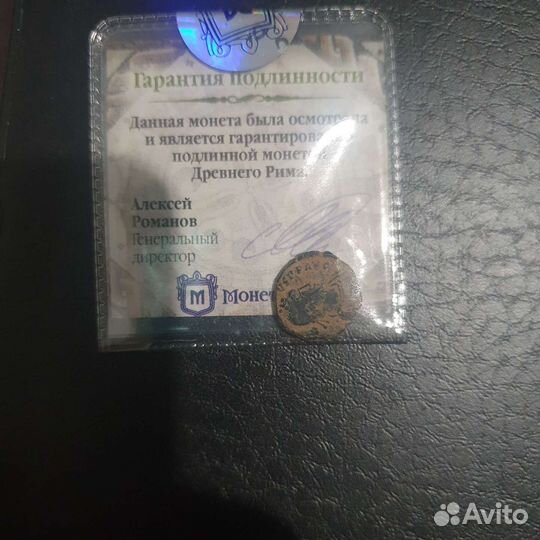 Гарантия подлинности
Данная монета была осмотрена
и является гарантирова
подлинной монет
Древнего Рима.
Алексей
Романов
Генеральный
директор
М
Монет
Avito